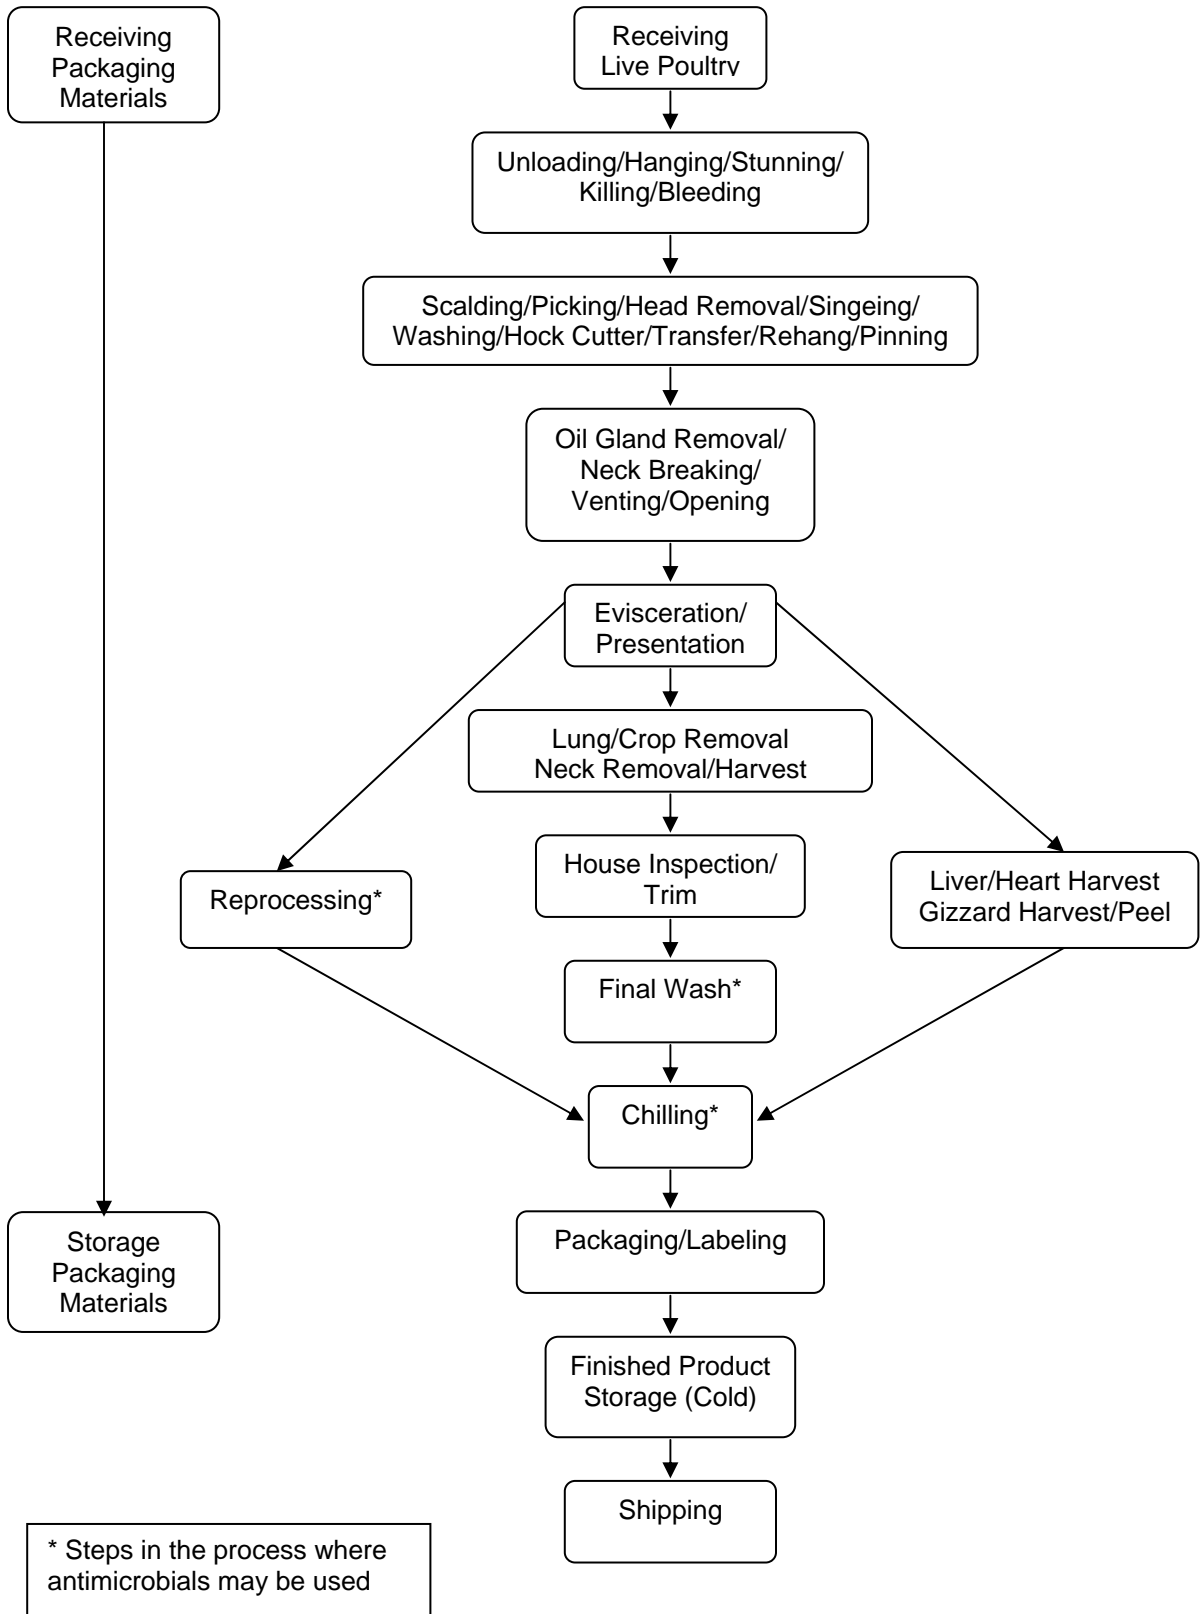 Receiving
Packaging
Materials
Receiving
Live Poultry
Unloading/Hanging/Stunning/
Killing/Bleeding
Scalding/Picking/Head Removal/Singeing/
Washing/Hock Cutter/Transfer/Rehang/Pinning
Oil Gland Removal/
Neck Breaking/
Venting/Opening
Evisceration/
Presentation
Lung/Crop Removal
Neck Removal/Harvest
House Inspection/
Trim
Reprocessing*
Liver/Heart Harvest
Gizzard Harvest/Peel
Final Wash*
Chilling*
Storage
Packaging
Materials
Packaging/Labeling
Finished Product
Storage (Cold)
Shipping
* Steps in the process where
antimicrobials may be used